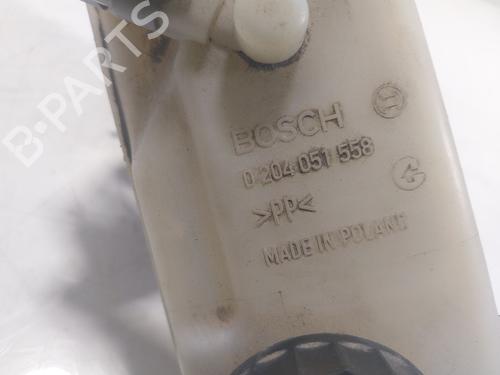 B-PARTS
BOSCH
0 204 051 558
>PP<
MADE IN POLAND